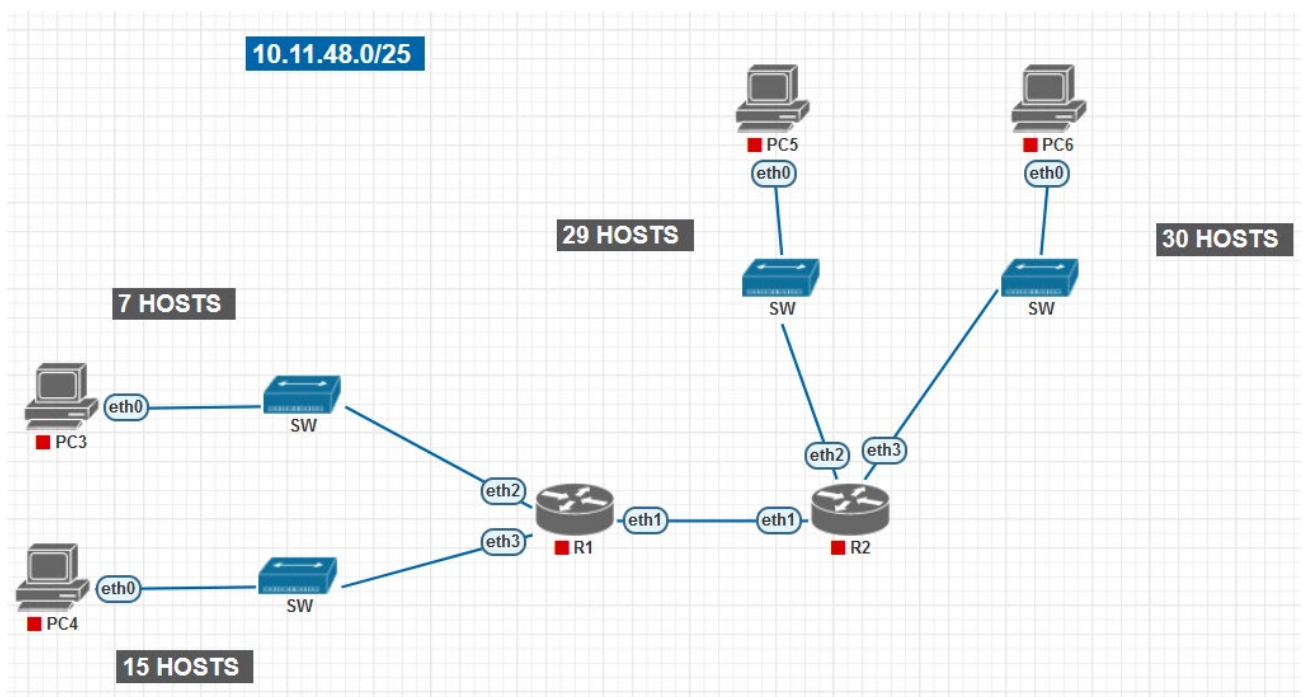 10.11.48.0/25
PC5
PC6
eth0
eth0
29 HOSTS
30 HOSTS
SW
SW
7 HOSTS
eth0
SW
PC3
eth2
eth3
eth2
eth1
eth1
eth3
R1
R2
eth0
SW
PC4
15 HOSTS